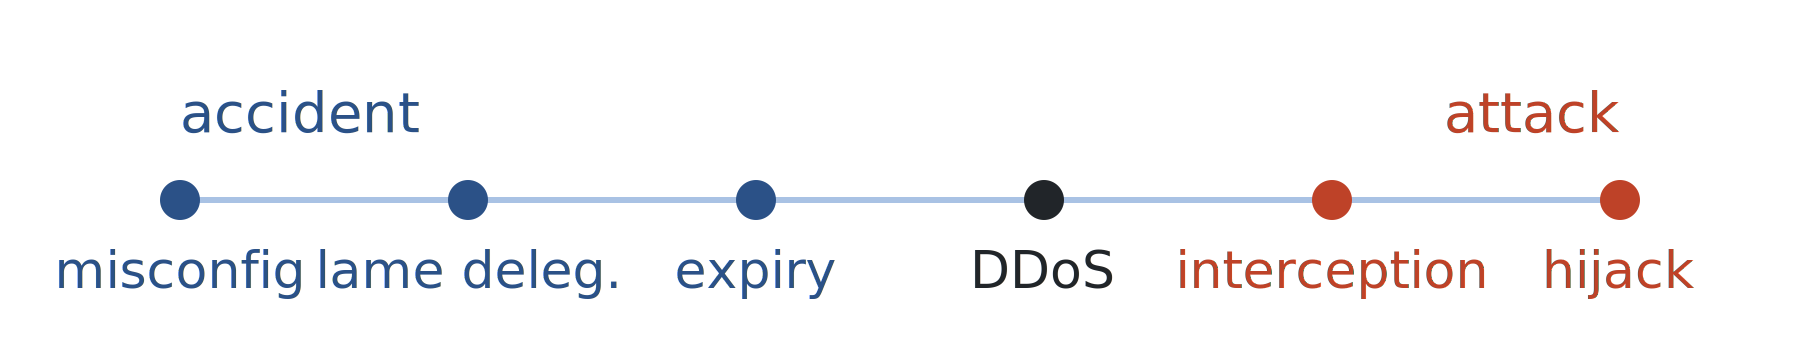 accident attack
misconfig lame deleg. expiry DDoS interception hijack